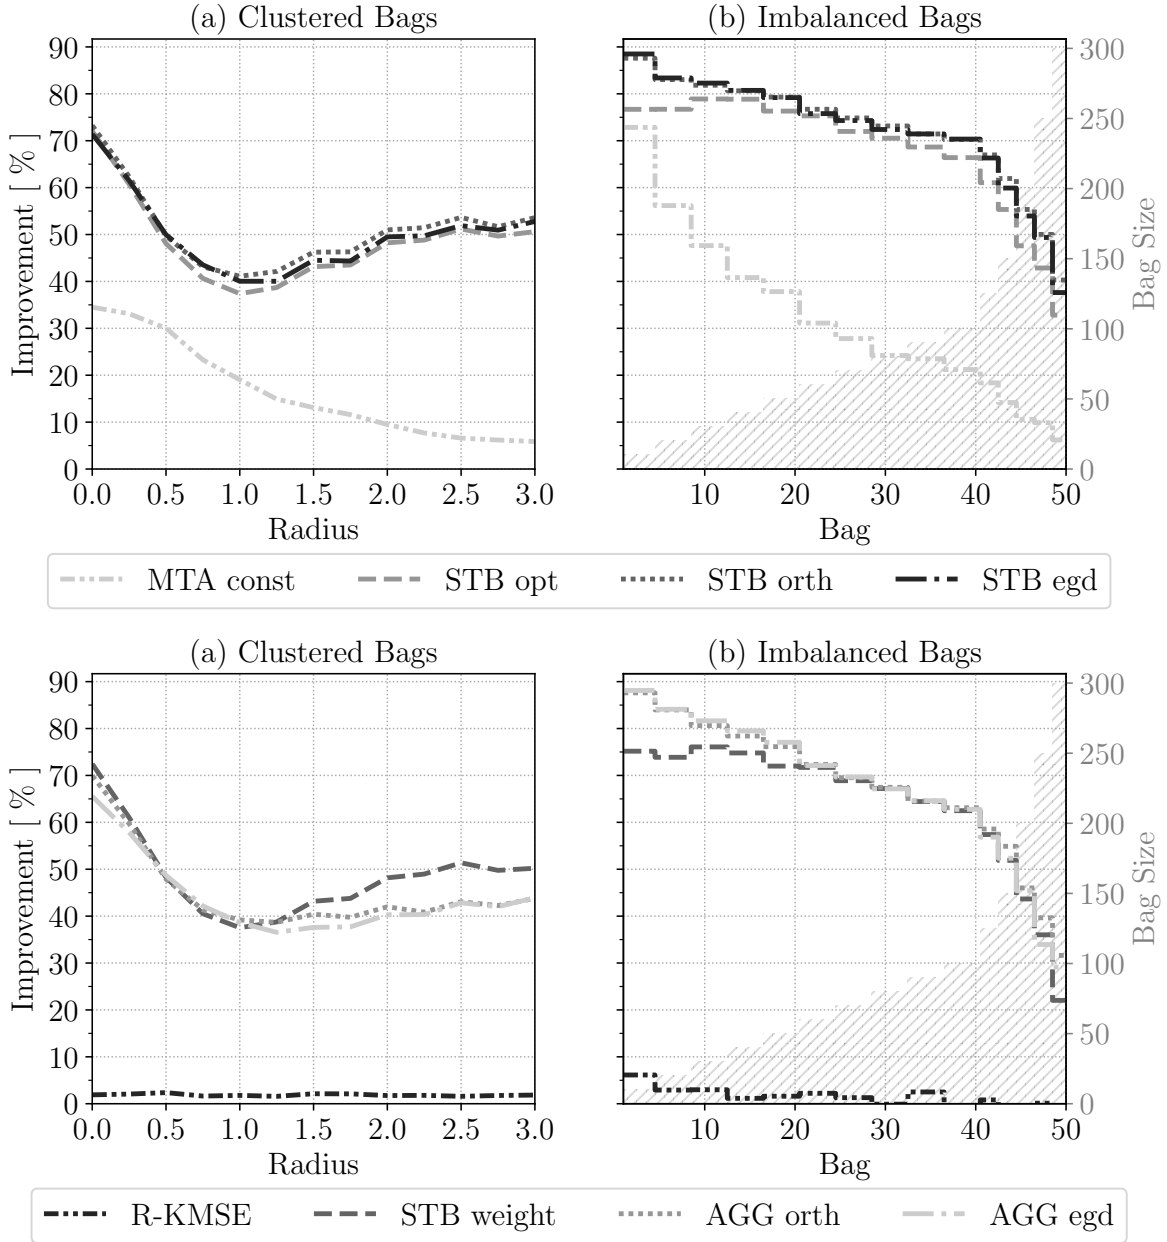 (a) Clustered Bags
(b) Imbalanced Bags
Improvement [ % ]
90
80
70
60
50
40
30
20
10
0
0.0 0.5 1.0 1.5 2.0 2.5 3.0
Radius
10 20 30 40 50
Bag
300
250
200
150
100
50
0
Bag Size
MTA const STB opt STB orth STB egd
(a) Clustered Bags
(b) Imbalanced Bags
Improvement [ % ]
90
80
70
60
50
40
30
20
10
0
0.0 0.5 1.0 1.5 2.0 2.5 3.0
Radius
10 20 30 40 50
Bag
300
250
200
150
100
50
0
Bag Size
R-KMSE STB weight AGG orth AGG egd